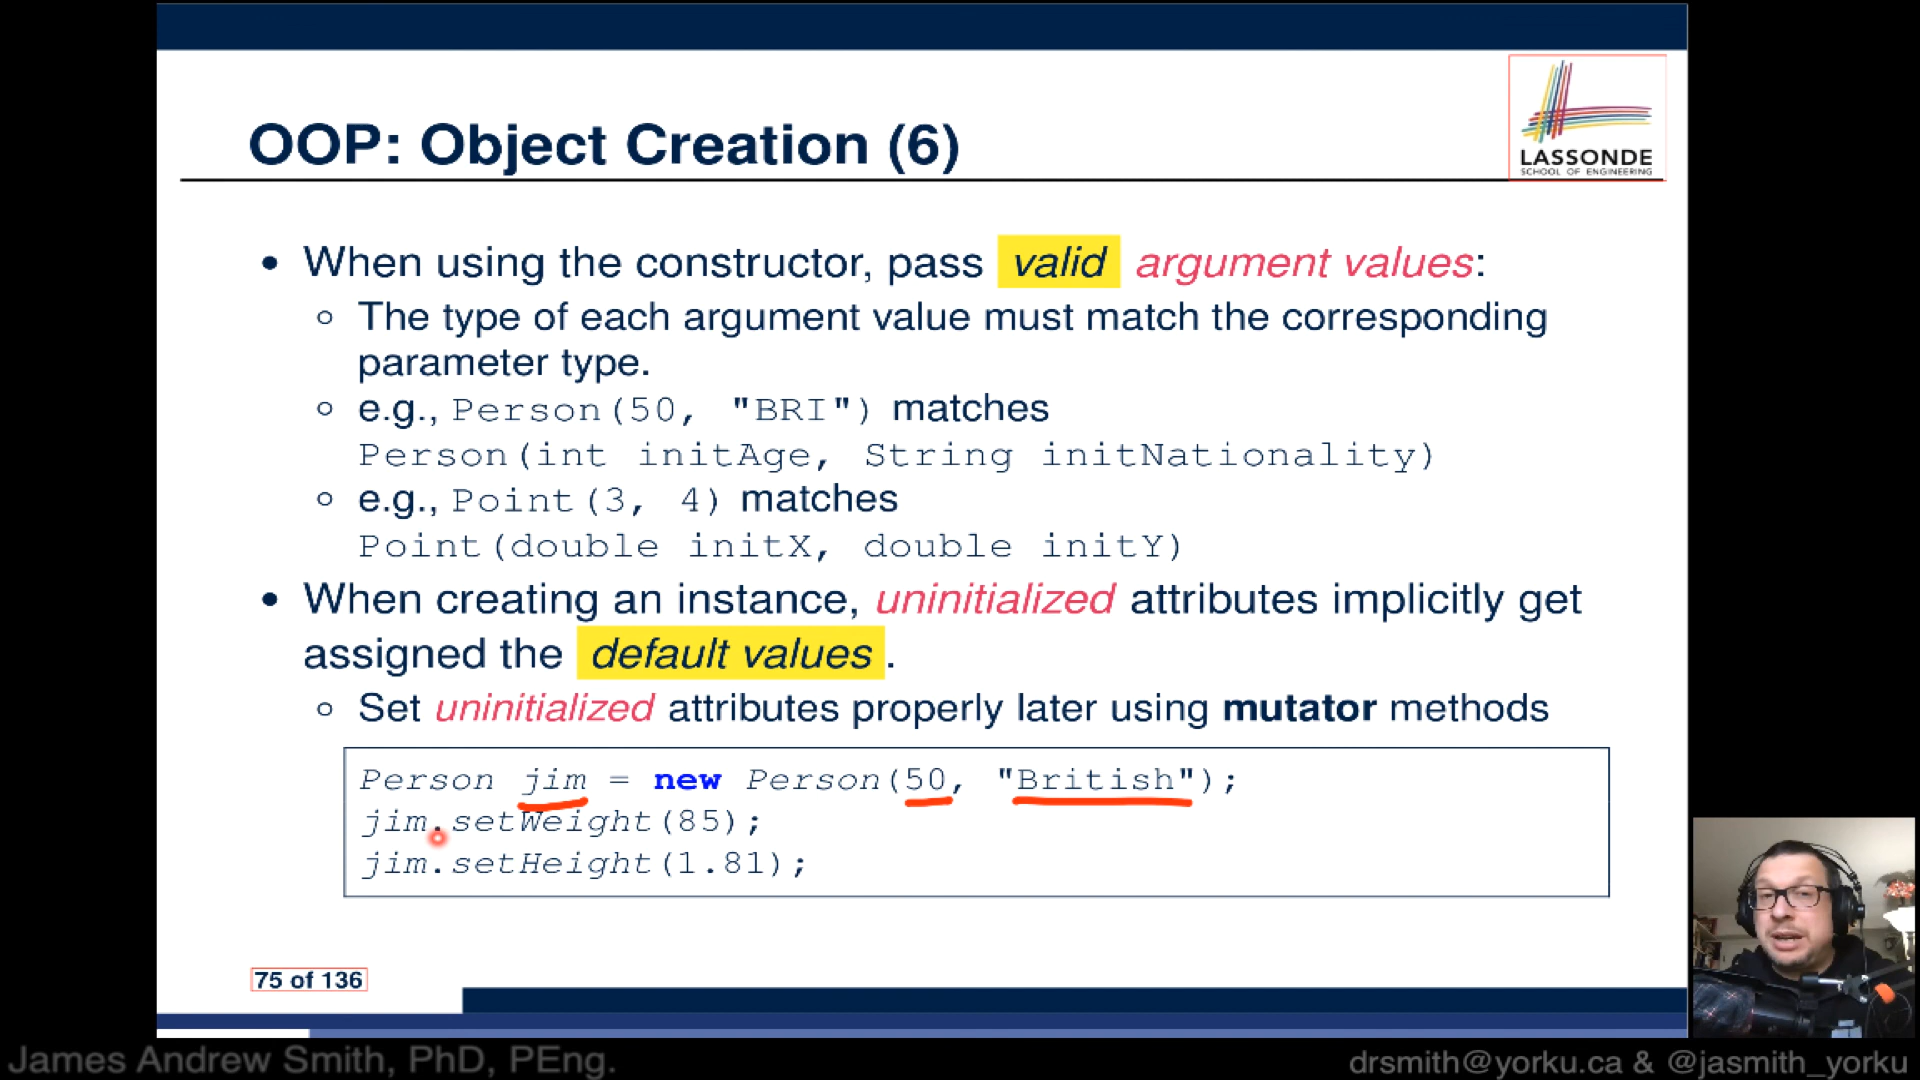 OOP: Object Creation (6)
LASSONDE
SCHOOL OF ENGINEERING
• When using the constructor, pass valid argument values:
◦ The type of each argument value must match the corresponding
parameter type.
◦ e.g., Person(50, "BRI") matches
Person(int initAge, String initNationality)
◦ e.g., Point(3, 4) matches
Point(double initX, double initY)
• When creating an instance, uninitialized attributes implicitly get
assigned the default values.
◦ Set uninitialized attributes properly later using mutator methods
Person jim = new Person(50, "British");
jim.setWeight(85);
jim.setHeight(1.81);
75 of 136
James Andrew Smith, PhD, PEng.
drsmith@yorku.ca & @jasmith_yorku